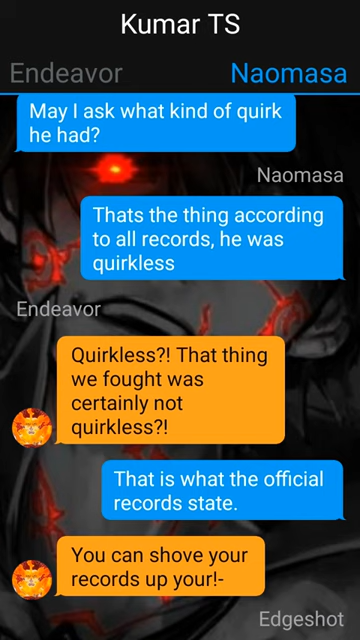 Kumar TS
Endeavor Naomasa
May I ask what kind of quirk
he had?
Naomasa
Thats the thing according
to all records, he was
quirkless
Endeavor
Quirkless?! That thing
we fought was
certainly not
quirkless?!
That is what the official
records state.
You can shove your
records up your!-
Edgeshot